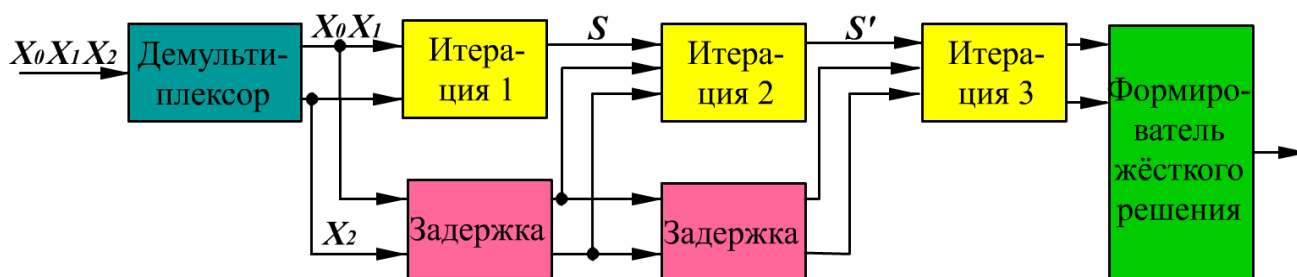 X₀X₁X₂
Демульти-
плексор
X₀X₁
Итера-
ция 1
S
Итера-
ция 2
S'
Итера-
ция 3
Формиро-
ватель
жёсткого
решения
X₂
Задержка
Задержка